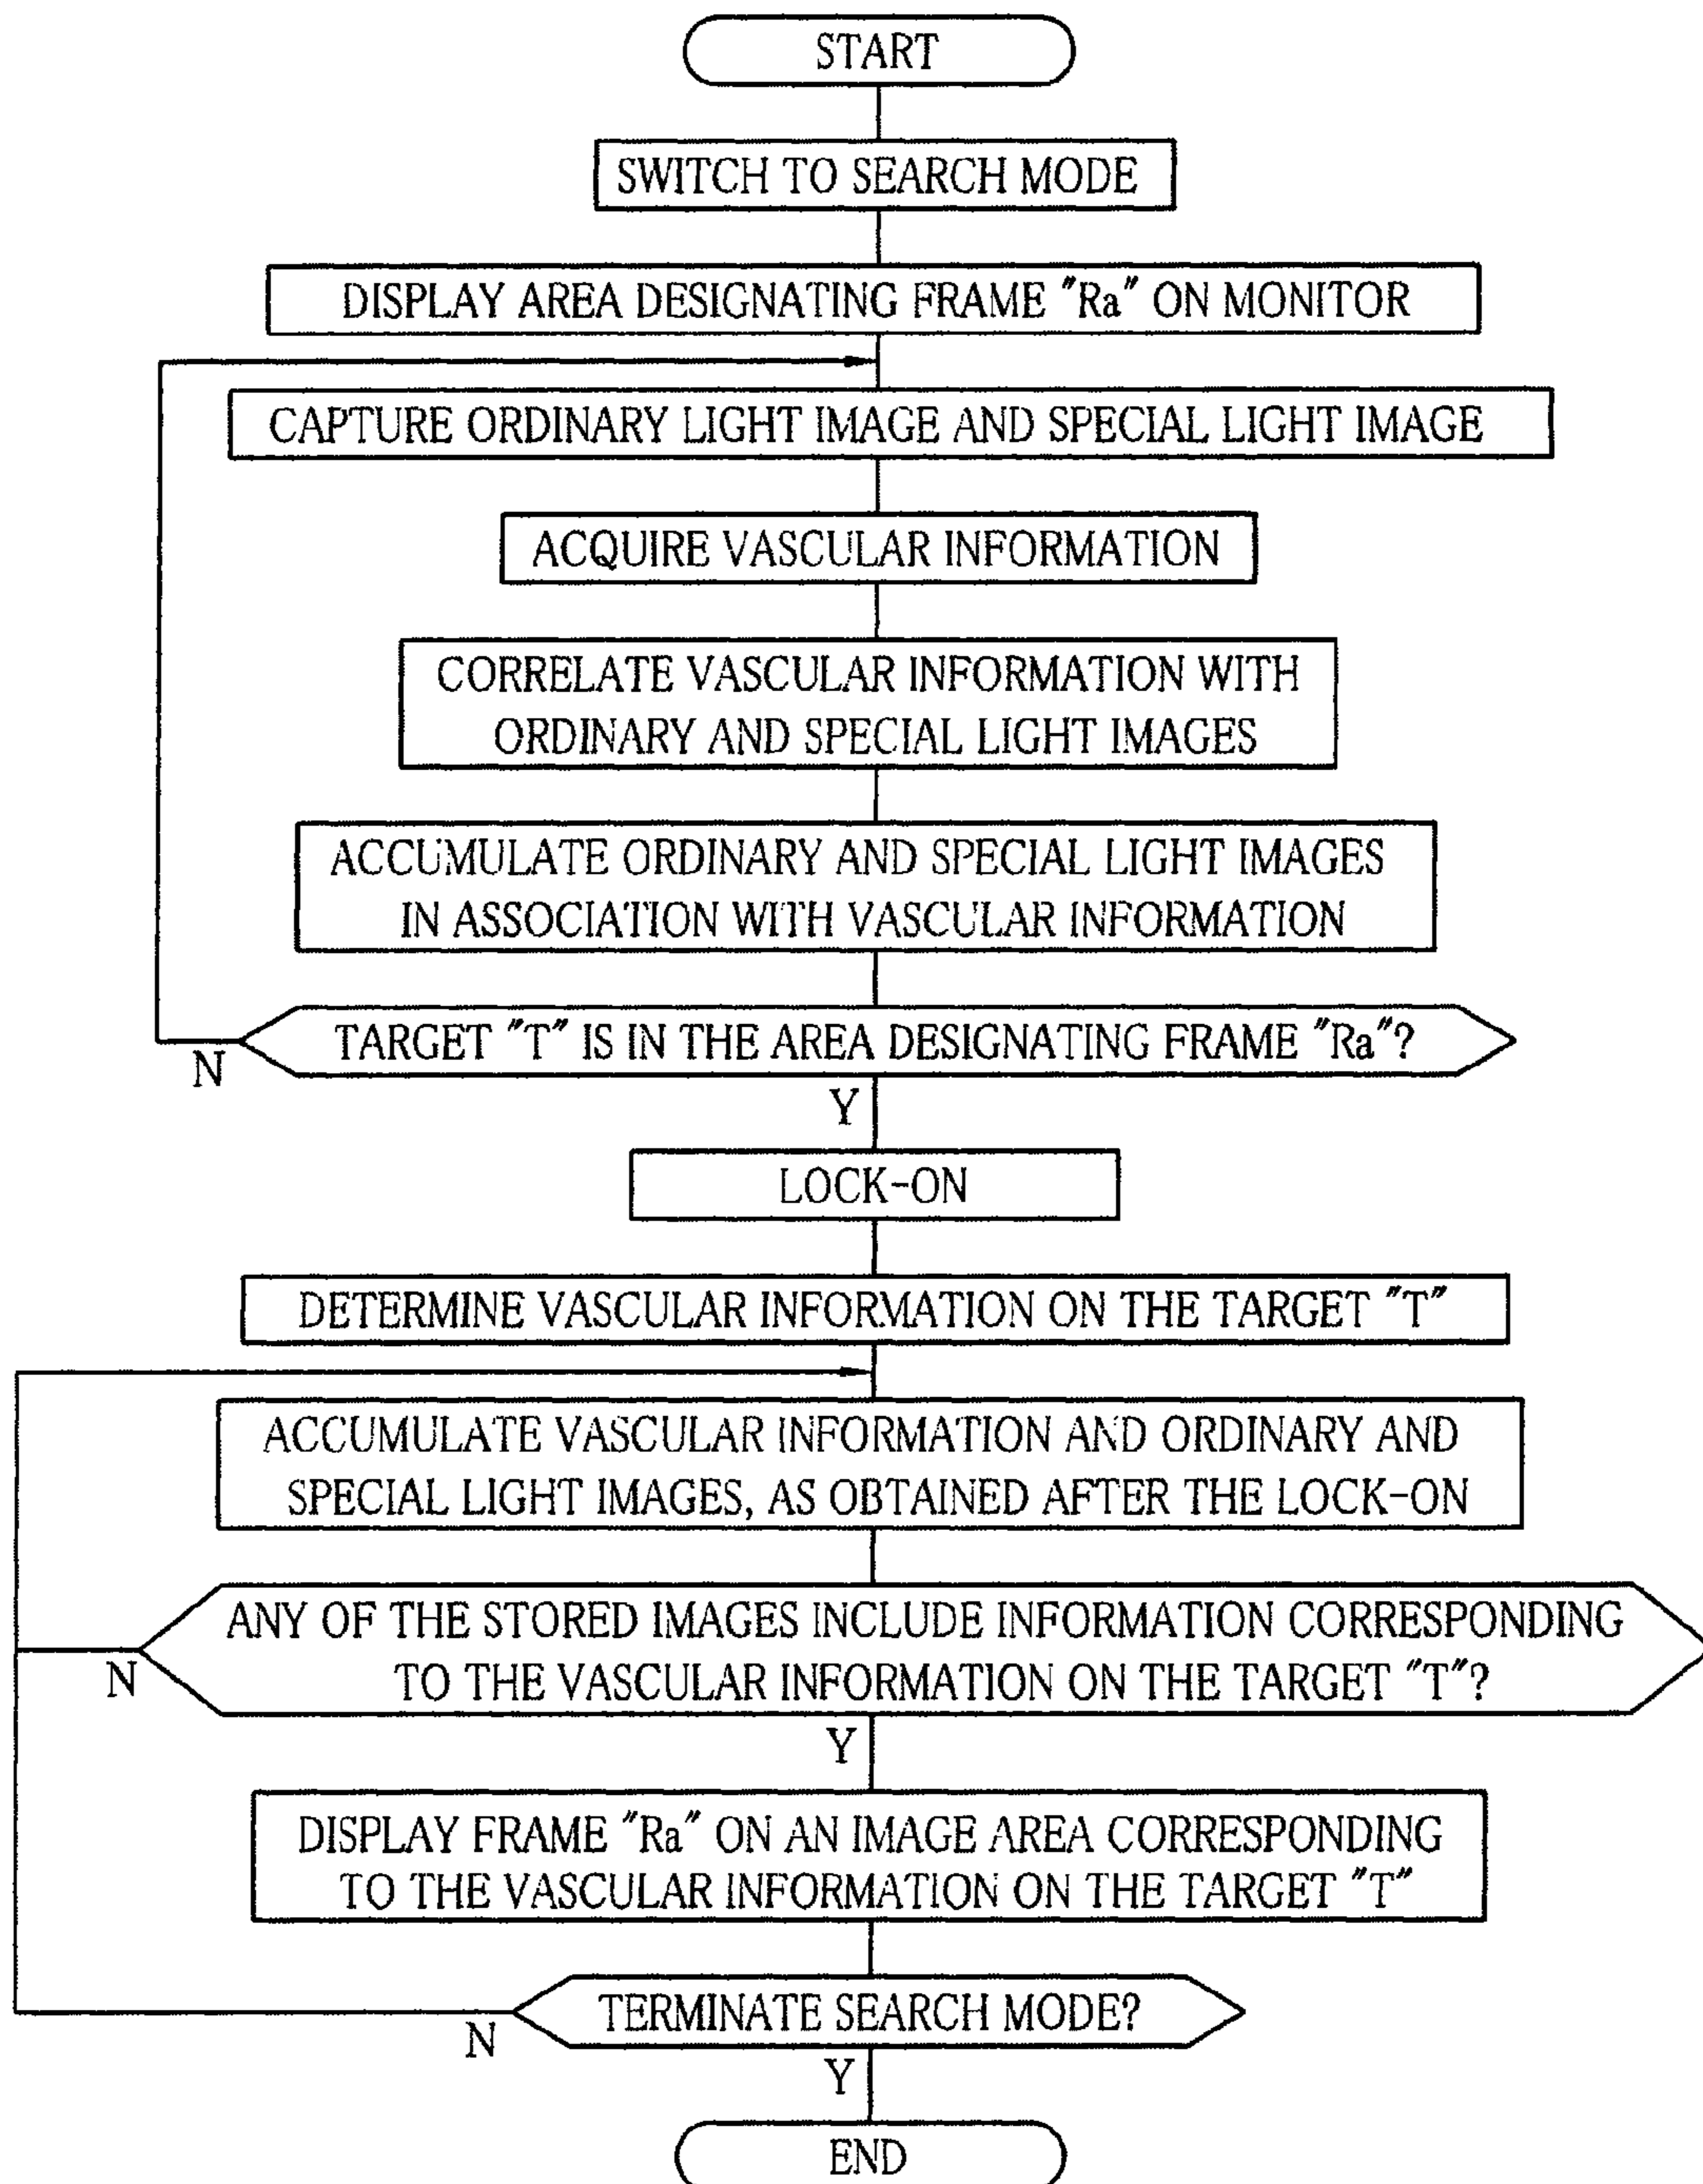 START
SWITCH TO SEARCH MODE
DISPLAY AREA DESIGNATING FRAME "Ra" ON MONITOR
CAPTURE ORDINARY LIGHT IMAGE AND SPECIAL LIGHT IMAGE
ACQUIRE VASCULAR INFORMATION
CORRELATE VASCULAR INFORMATION WITH
ORDINARY AND SPECIAL LIGHT IMAGES
ACCUMULATE ORDINARY AND SPECIAL LIGHT IMAGES
IN ASSOCIATION WITH VASCULAR INFORMATION
TARGET "T" IS IN THE AREA DESIGNATING FRAME "Ra"?
N
Y
LOCK-ON
DETERMINE VASCULAR INFORMATION ON THE TARGET "T"
ACCUMULATE VASCULAR INFORMATION AND ORDINARY AND
SPECIAL LIGHT IMAGES, AS OBTAINED AFTER THE LOCK-ON
ANY OF THE STORED IMAGES INCLUDE INFORMATION CORRESPONDING
TO THE VASCULAR INFORMATION ON THE TARGET "T"?
N
Y
DISPLAY FRAME "Ra" ON AN IMAGE AREA CORRESPONDING
TO THE VASCULAR INFORMATION ON THE TARGET "T"
TERMINATE SEARCH MODE?
N
Y
END